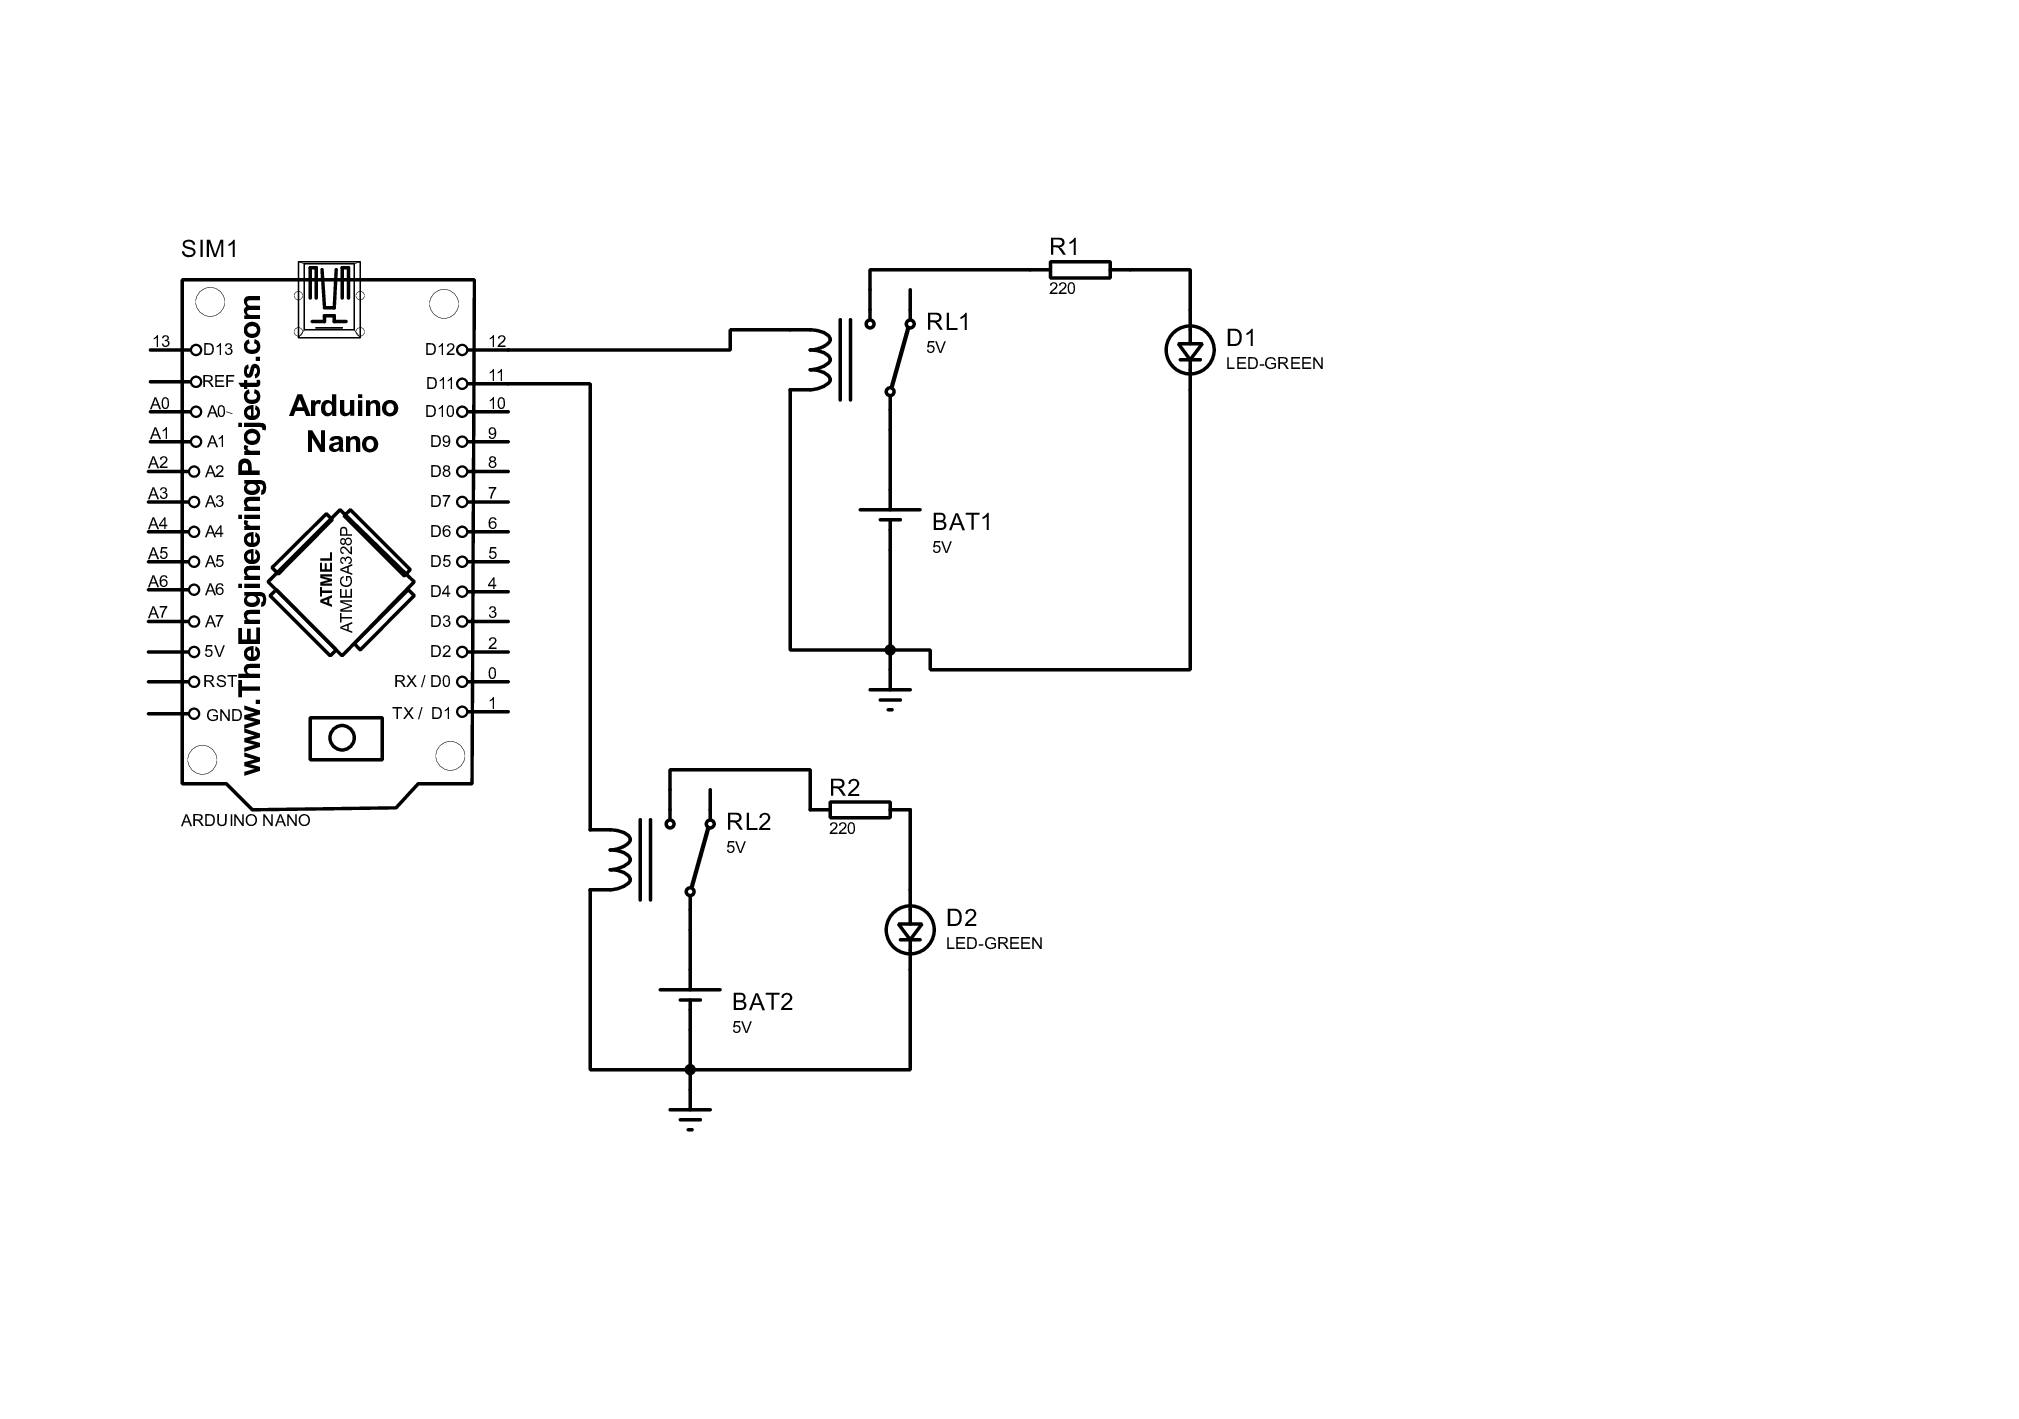 SIM1
www.TheEngineeringProjects.com
Arduino
Nano
ATMEL
ATMEGA328P
13
D13
REF
A0
A0~
A1
A1
A2
A2
A3
A3
A4
A4
A5
A5
A6
A6
A7
A7
5V
RST
GND
D12
12
D11
11
D10
10
D9
9
D8
8
D7
7
D6
6
D5
5
D4
4
D3
3
D2
2
RX / D0
0
TX / D1
1
ARDUINO NANO
R1
220
RL1
5V
D1
LED-GREEN
BAT1
5V
R2
220
RL2
5V
D2
LED-GREEN
BAT2
5V